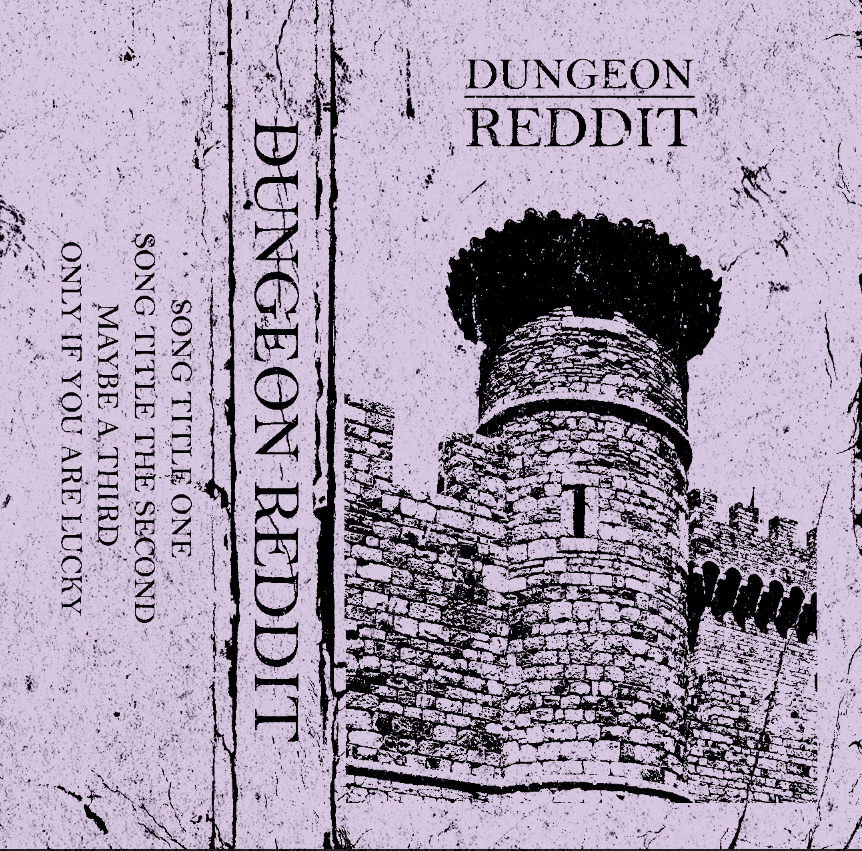 DUNGEON
REDDIT
DUNGEON REDDIT
SONG TITLE ONE
SONG TITLE THE SECOND
MAYBE A THIRD
ONLY IF YOU ARE LUCKY